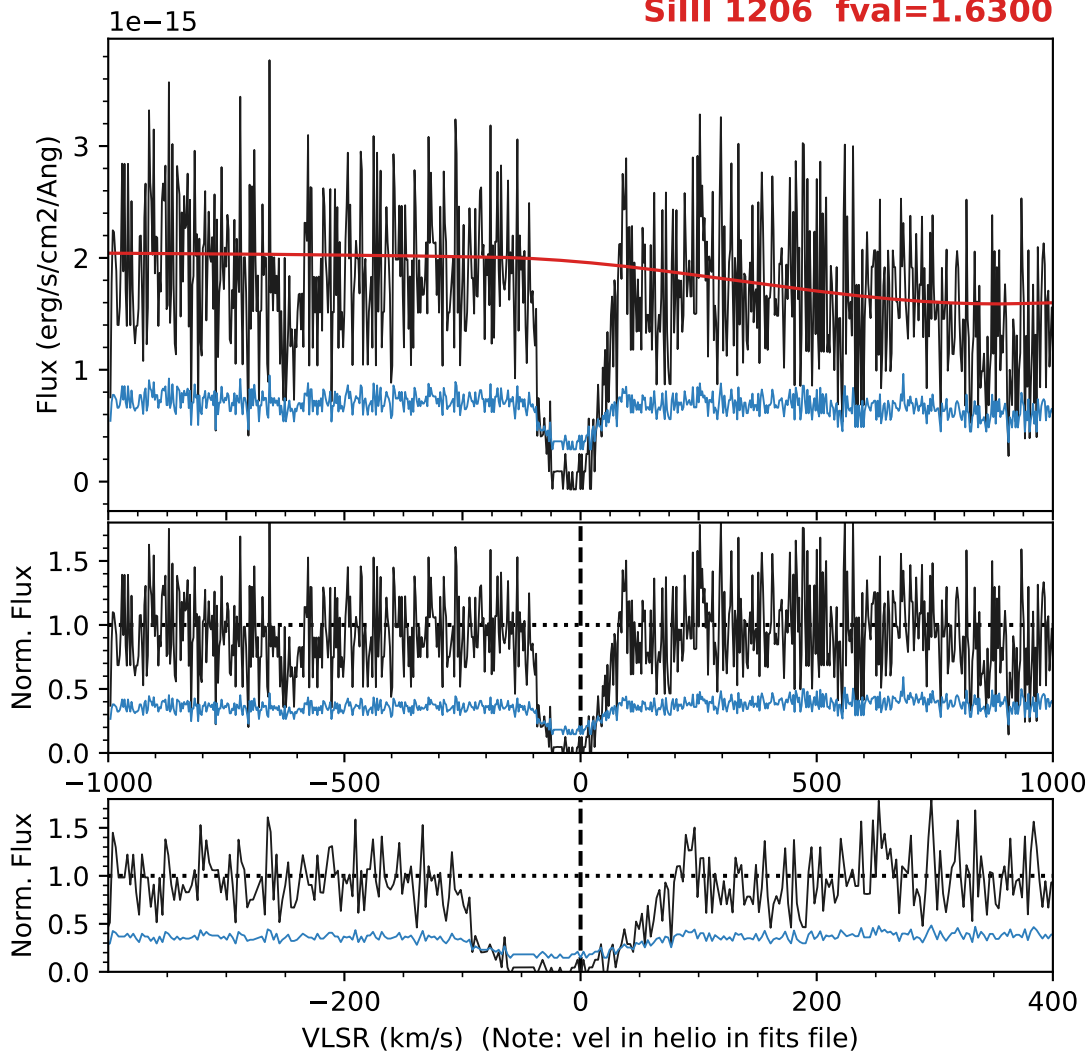 SiIII 1206 fval=1.6300
1e−15
3
2
1
0
Flux (erg/s/cm2/Ang)
1.5
1.0
0.5
0.0
Norm. Flux
−1000 −500 0 500 1000
1.5
1.0
0.5
0.0
Norm. Flux
−200 0 200 400
VLSR (km/s) (Note: vel in helio in fits file)